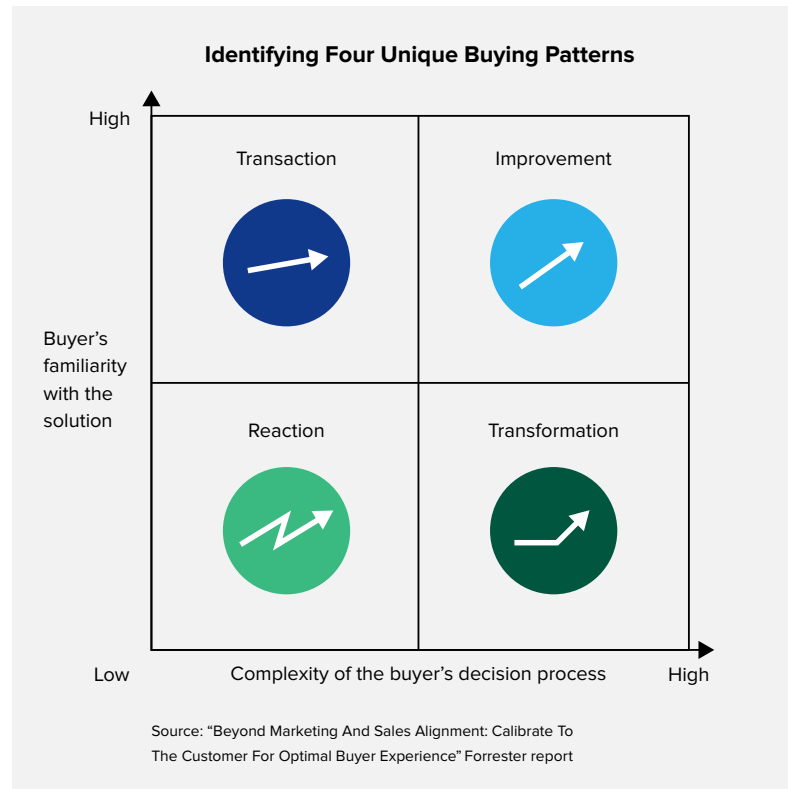 Identifying Four Unique Buying Patterns
High
Transaction
Improvement
Buyer’s
familiarity
with the
solution
Reaction
Transformation
Low
Complexity of the buyer’s decision process
High
Source: “Beyond Marketing And Sales Alignment: Calibrate To
The Customer For Optimal Buyer Experience” Forrester report